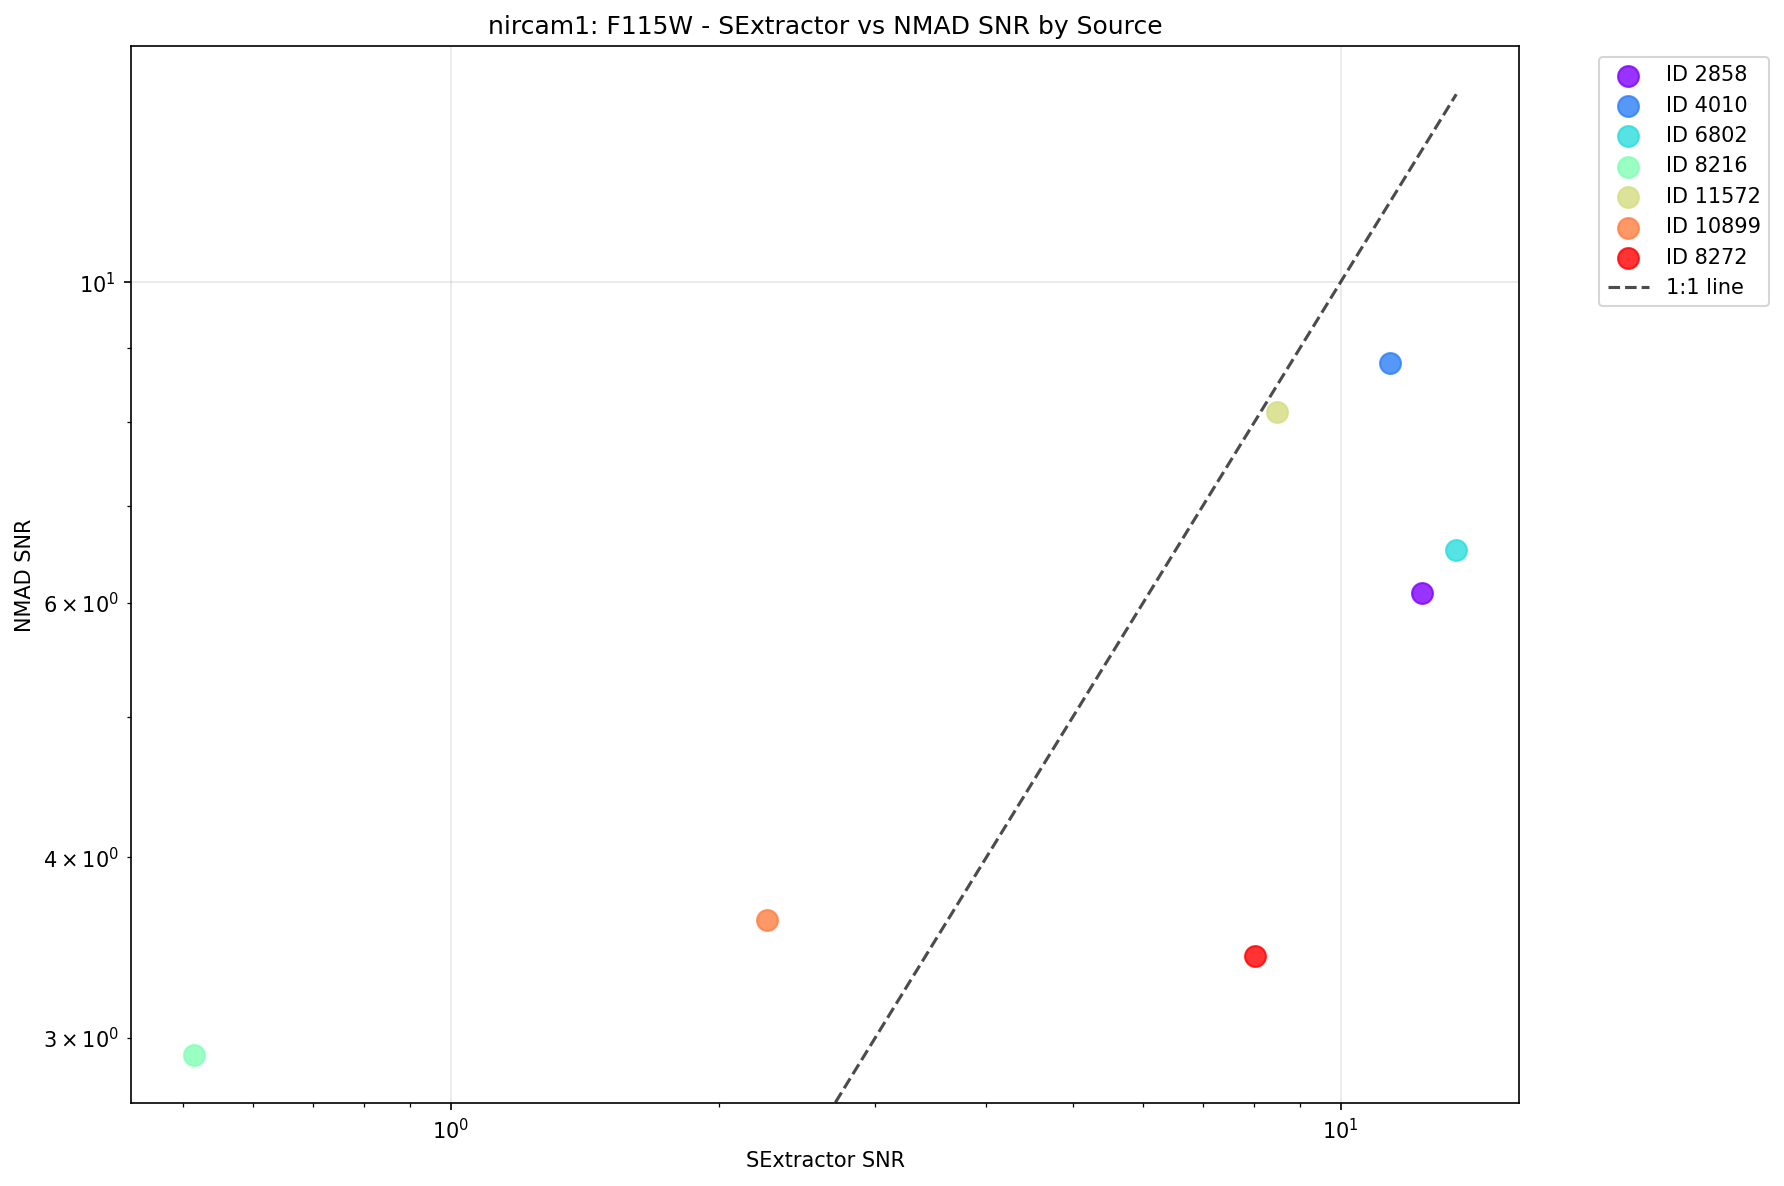 nircam1: F115W - SExtractor vs NMAD SNR by Source
ID 2858
ID 4010
ID 6802
ID 8216
ID 11572
ID 10899
ID 8272
1:1 line
NMAD SNR
10¹
6 × 10⁰
4 × 10⁰
3 × 10⁰
10⁰
10¹
SExtractor SNR